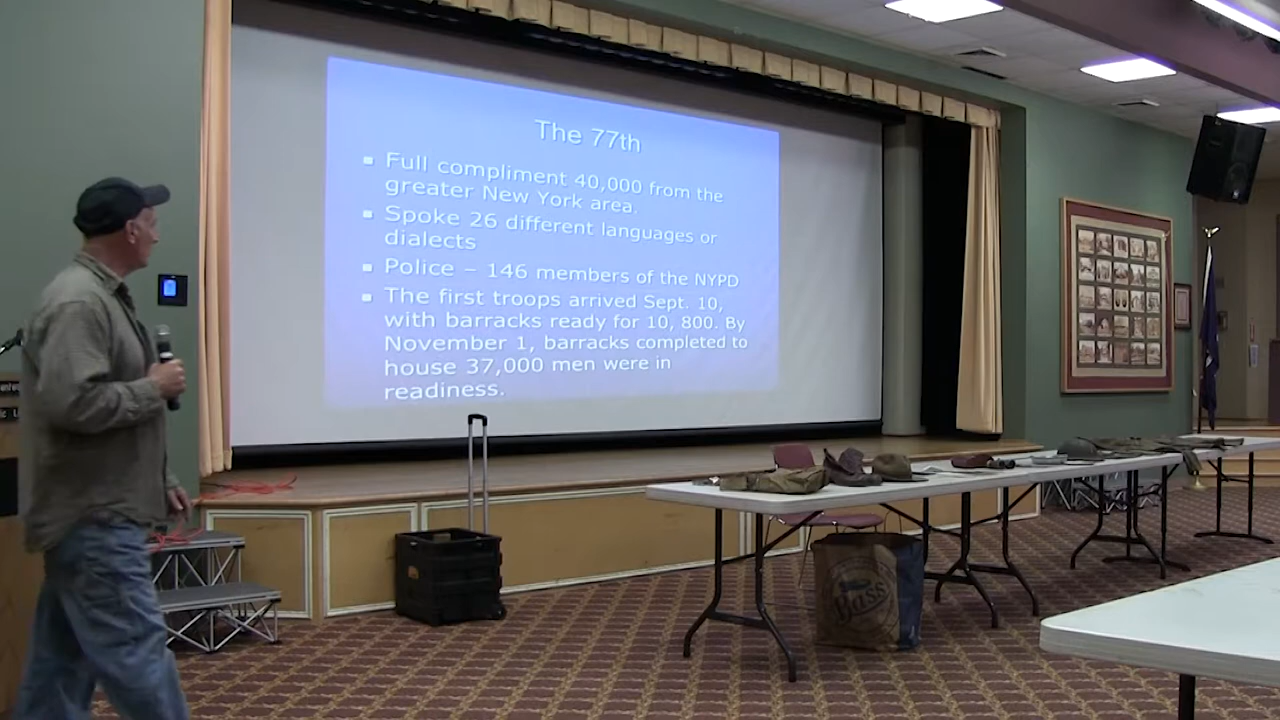 The 77th
▪ Full compliment 40,000 from the
greater New York area.
▪ Spoke 26 different languages or
dialects
▪ Police – 146 members of the NYPD
▪ The first troops arrived Sept. 10,
with barracks ready for 10, 800. By
November 1, barracks completed to
house 37,000 men were in
readiness.
Bass